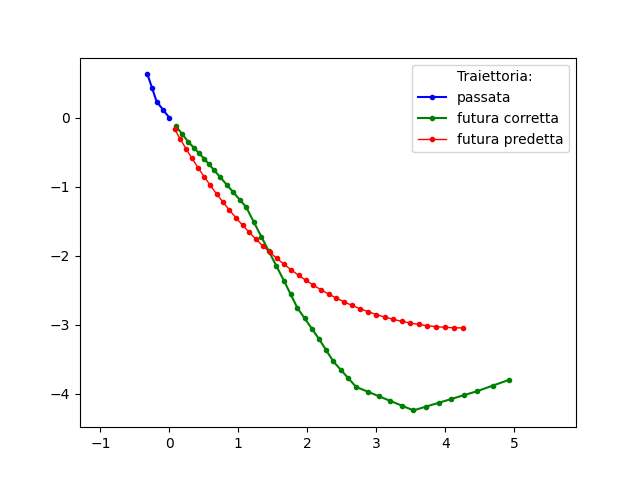 Traiettoria:
passata
futura corretta
futura predetta
0
−1
−2
−3
−4
−1 0 1 2 3 4 5